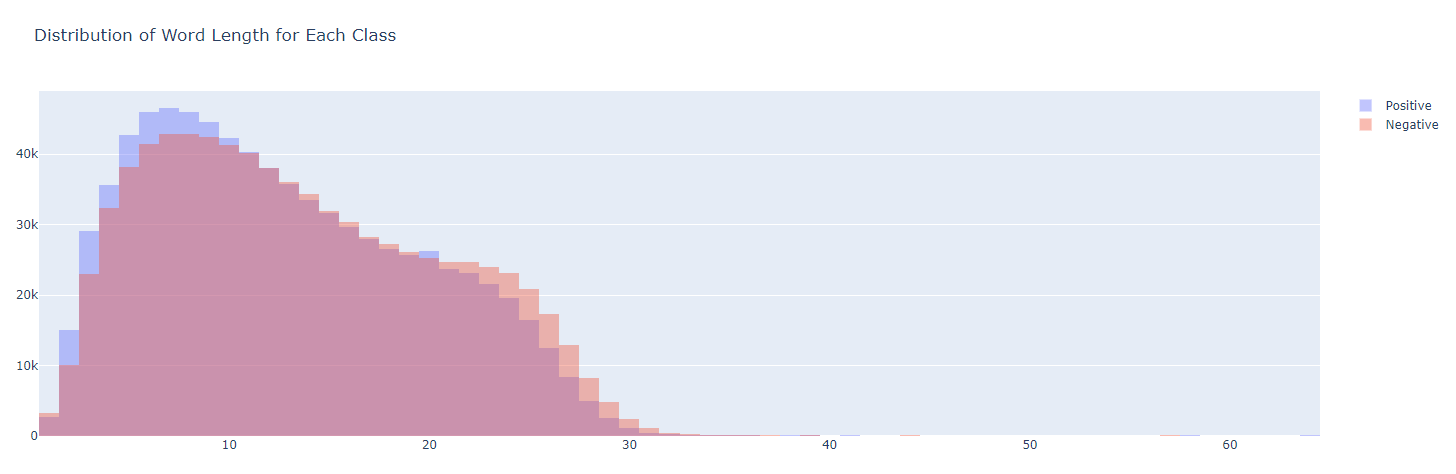 Distribution of Word Length for Each Class
Positive
Negative
40k
30k
20k
10k
0
10 20 30 40 50 60